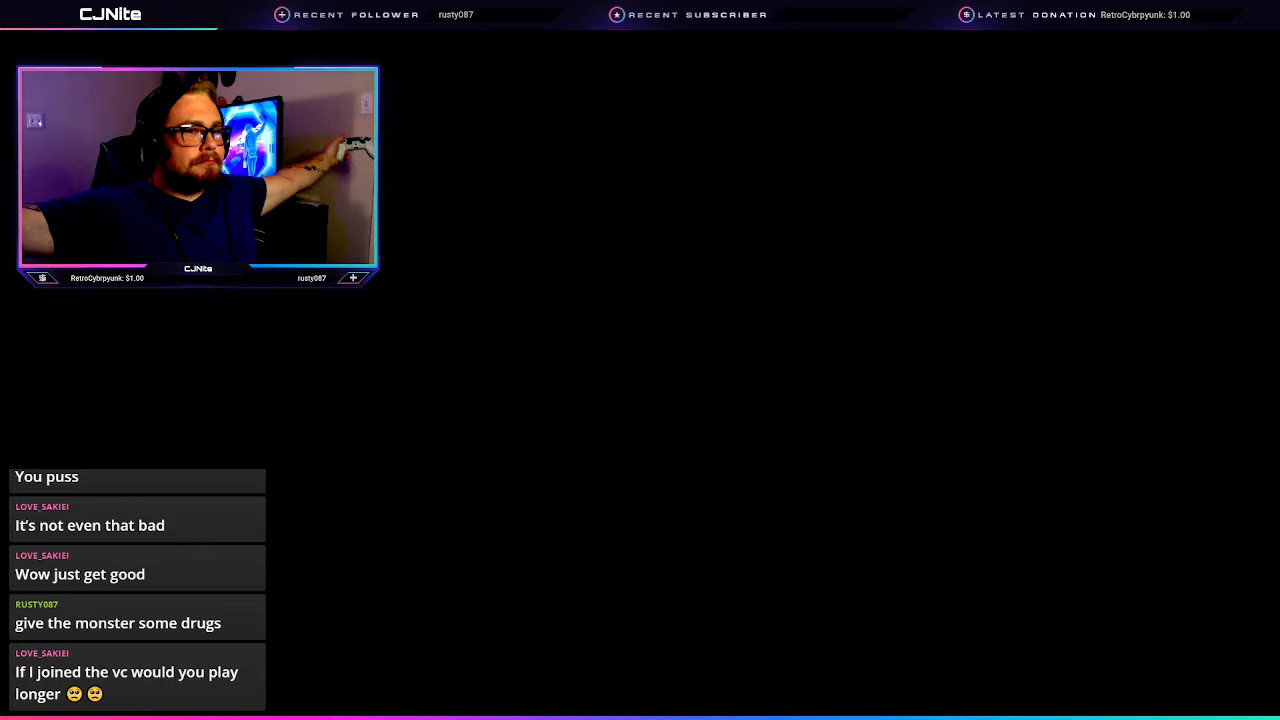 CJNite
RECENT FOLLOWER rusty087
RECENT SUBSCRIBER
LATEST DONATION RetroCybrpyunk: $1.00
CJNite
RetroCybrpyunk: $1.00
rusty087
You puss
LOVE_SAKIEI
It's not even that bad
LOVE_SAKIEI
Wow just get good
RUSTY087
give the monster some drugs
LOVE_SAKIEI
If I joined the vc would you play
longer 🥺 🥺